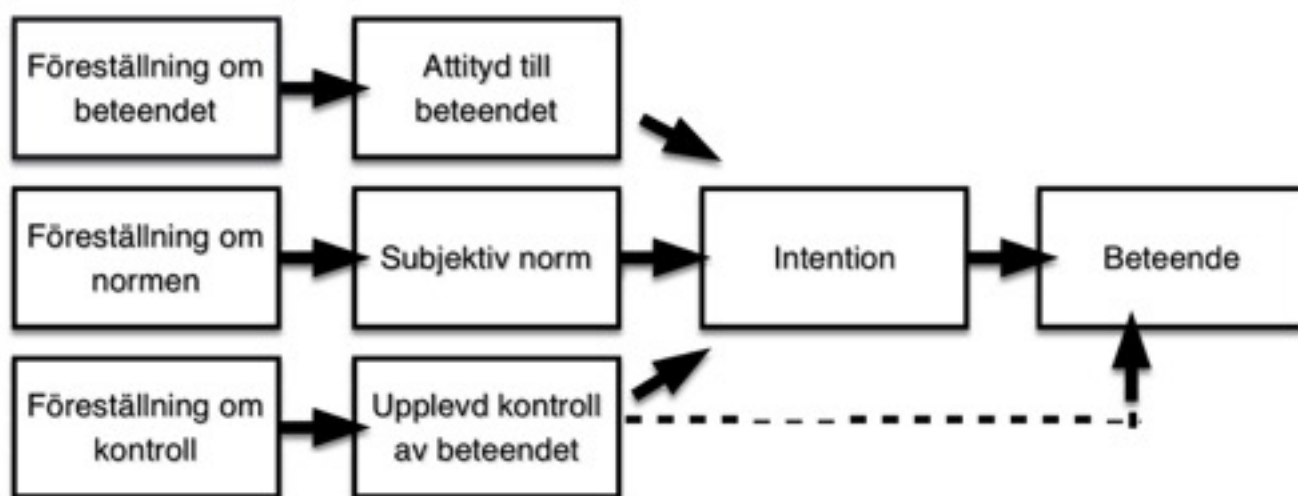 Föreställning om
beteendet
Attityd till
beteendet
Föreställning om
normen
Subjektiv norm
Intention
Beteende
Föreställning om
kontroll
Upplevd kontroll
av beteendet